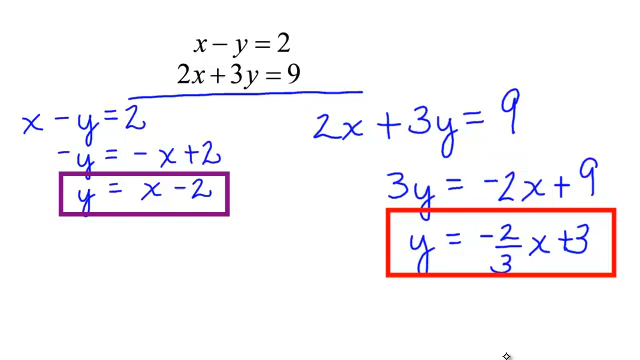 x − y = 2
2x + 3y = 9
x - y = 2
-y = -x + 2
y = x - 2
2x + 3y = 9
3y = -2x + 9
y = -2/3 x + 3